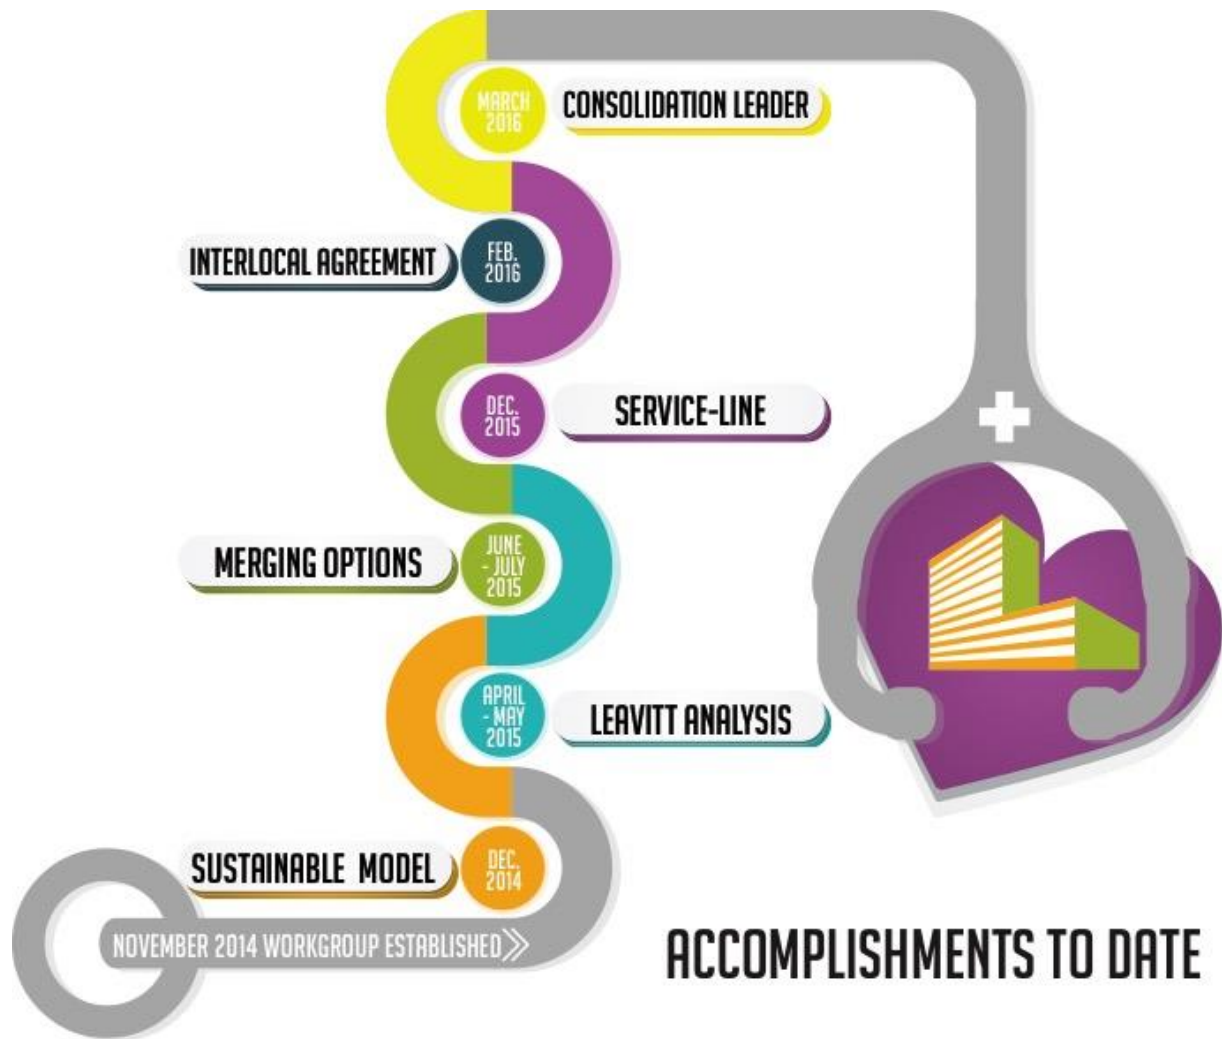 MARCH
2016
CONSOLIDATION LEADER
INTERLOCAL AGREEMENT
FEB.
2016
DEC.
2015
SERVICE-LINE
MERGING OPTIONS
JUNE
- JULY
2015
APRIL
- MAY
2015
LEAVITT ANALYSIS
SUSTAINABLE MODEL
DEC.
2014
NOVEMBER 2014 WORKGROUP ESTABLISHED
ACCOMPLISHMENTS TO DATE